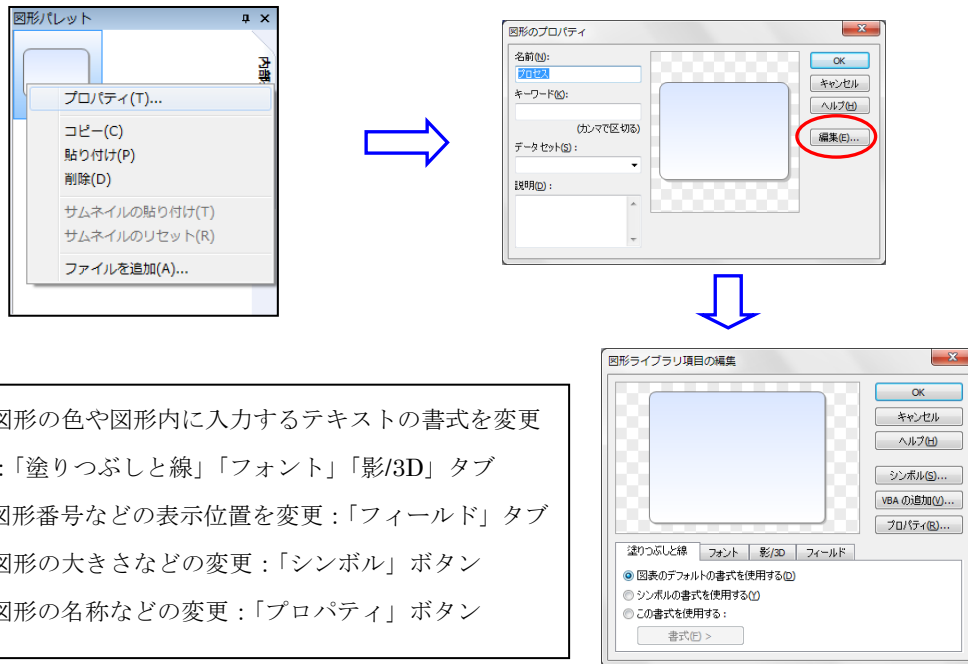 図形パレット
内部
プロパティ(T)...
コピー(C)
貼り付け(P)
削除(D)
サムネイルの貼り付け(T)
サムネイルのリセット(R)
ファイルを追加(A)...
図形のプロパティ
名前(N):
プロセス
キーワード(K):
(カンマで区切る)
データ セット(S) :
説明(D) :
OK
キャンセル
ヘルプ(H)
編集(E)...
図形の色や図形内に入力するテキストの書式を変更
:「塗りつぶしと線」「フォント」「影/3D」タブ
図形番号などの表示位置を変更:「フィールド」タブ
図形の大きさなどの変更:「シンボル」ボタン
図形の名称などの変更:「プロパティ」ボタン
図形ライブラリ項目の編集
OK
キャンセル
ヘルプ(H)
シンボル(S)...
VBA の追加(V)...
プロパティ(R)...
塗りつぶしと線 フォント 影/3D フィールド
図表のデフォルトの書式を使用する(D)
シンボルの書式を使用する(Y)
この書式を使用する :
書式(F) >